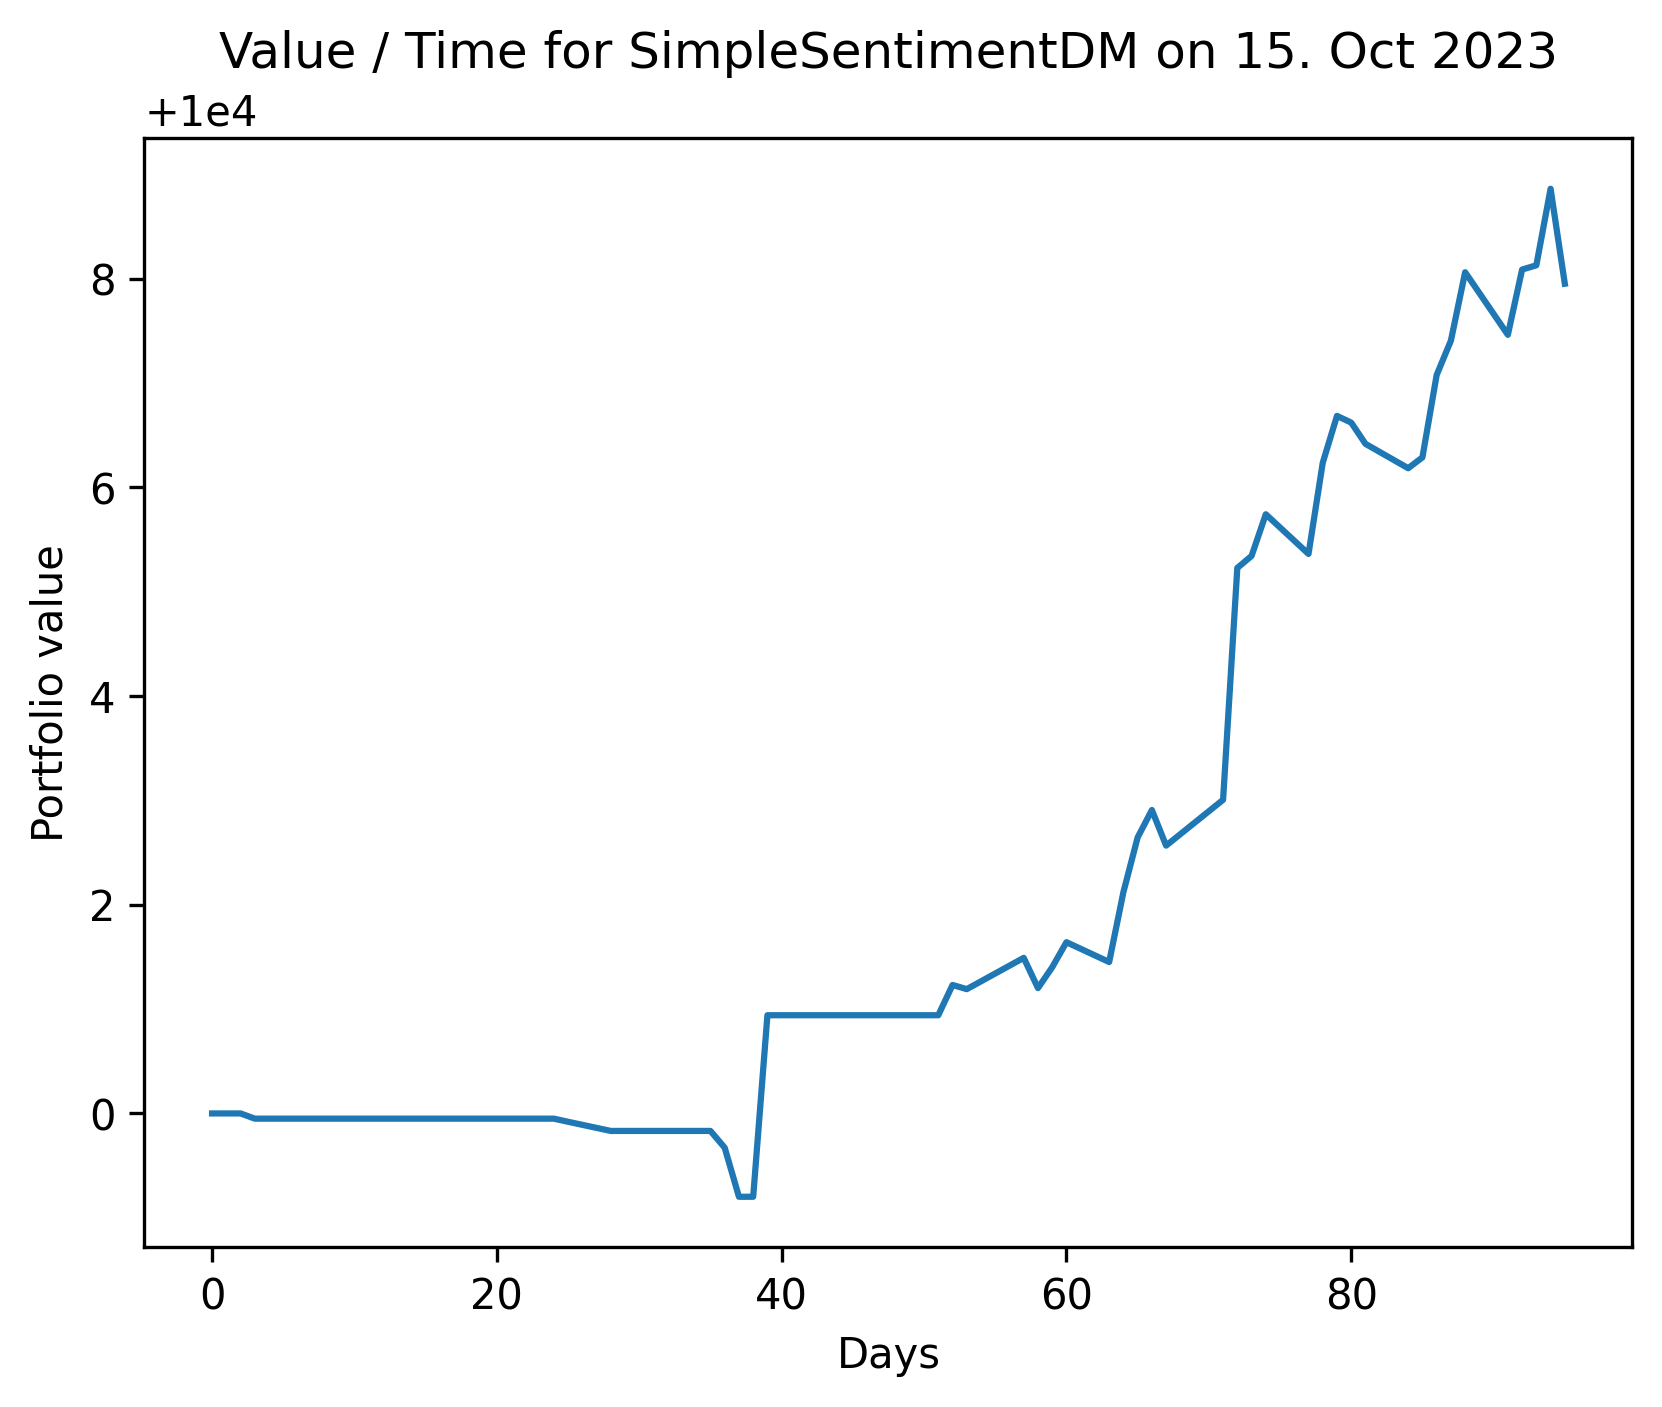 Value / Time for SimpleSentimentDM on 15. Oct 2023
+1e4
8
6
4
2
0
Portfolio value
0 20 40 60 80
Days